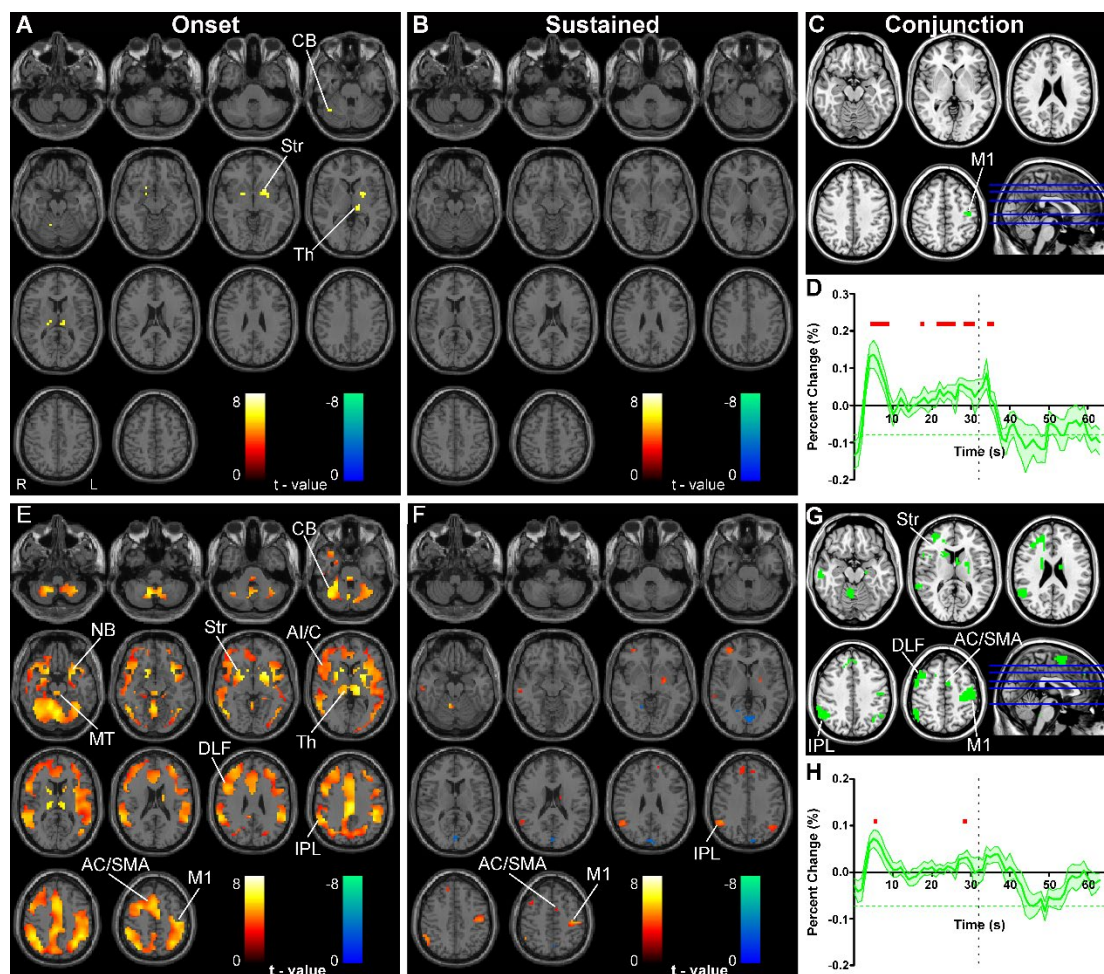 A Onset
CB
Str
Th
8
0
-8
0
R L
t - value
B Sustained
8
0
-8
0
t - value
C Conjunction
M1
D
Percent Change (%)
0.3
0.2
0.1
0.0
-0.1
-0.2
10 20 30 40 50 60
Time (s)
E
CB
NB
Str
AI/C
MT
Th
DLF
IPL
AC/SMA
M1
8
0
-8
0
t - value
F
IPL
AC/SMA
M1
8
0
-8
0
t - value
G
Str
DLF
AC/SMA
IPL
M1
H
Percent Change (%)
0.2
0.1
0.0
-0.1
-0.2
10 20 30 40 50 60
Time (s)